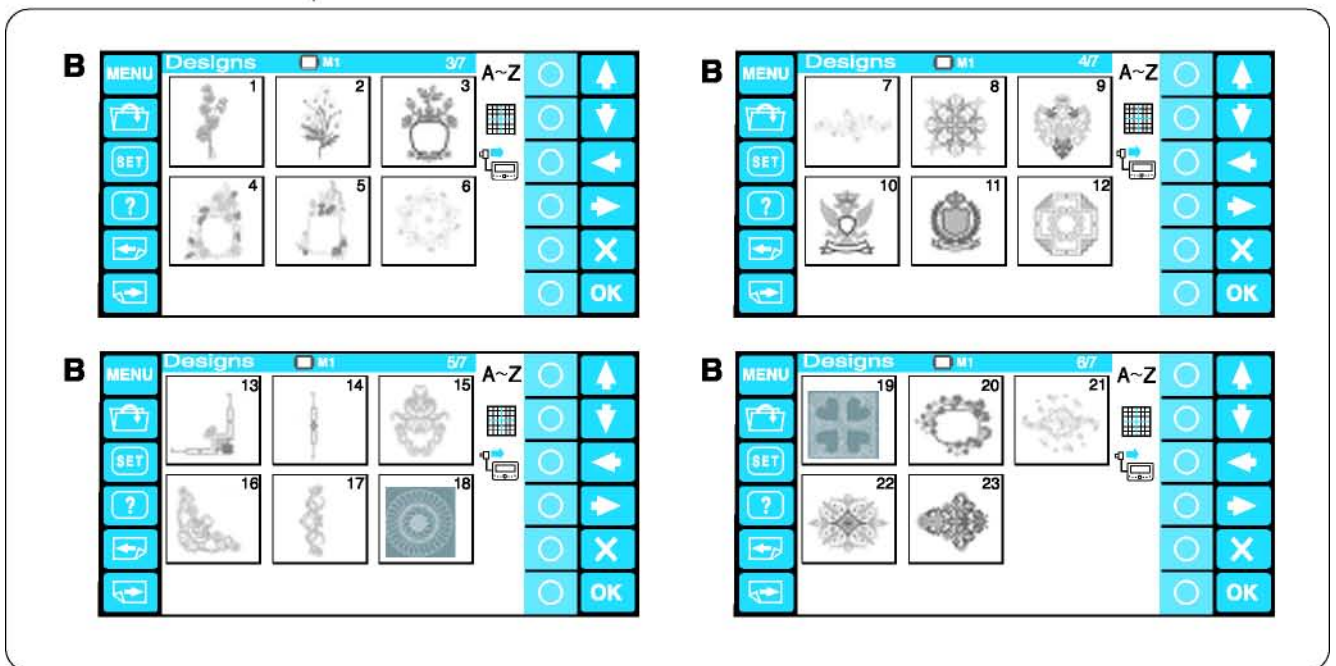 B
MENU Designs M1 3/7 A~Z
1 2 3
SET
4 5 6
?
OK
B
MENU Designs M1 4/7 A~Z
7 8 9
SET
10 11 12
?
OK
B
MENU Designs M1 5/7 A~Z
13 14 15
SET
16 17 18
?
OK
B
MENU Designs M1 6/7 A~Z
19 20 21
SET
22 23
?
OK